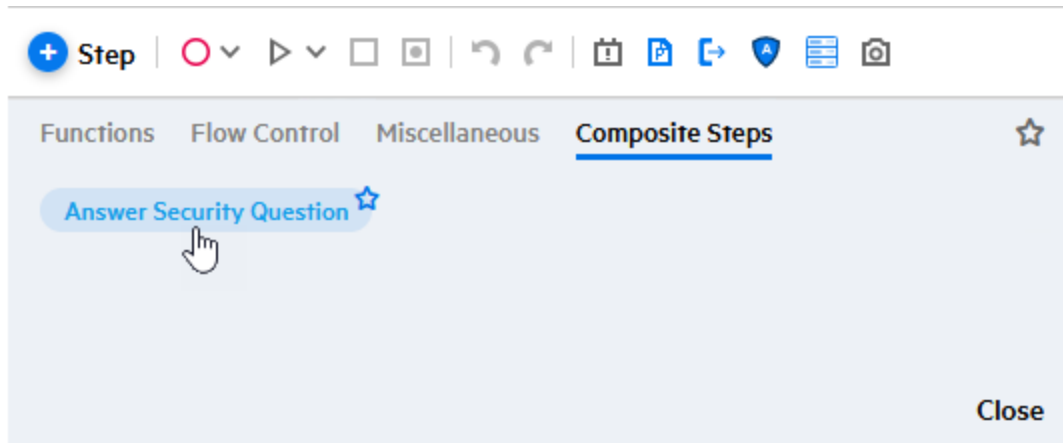 Step
Functions Flow Control Miscellaneous Composite Steps
Answer Security Question
Close